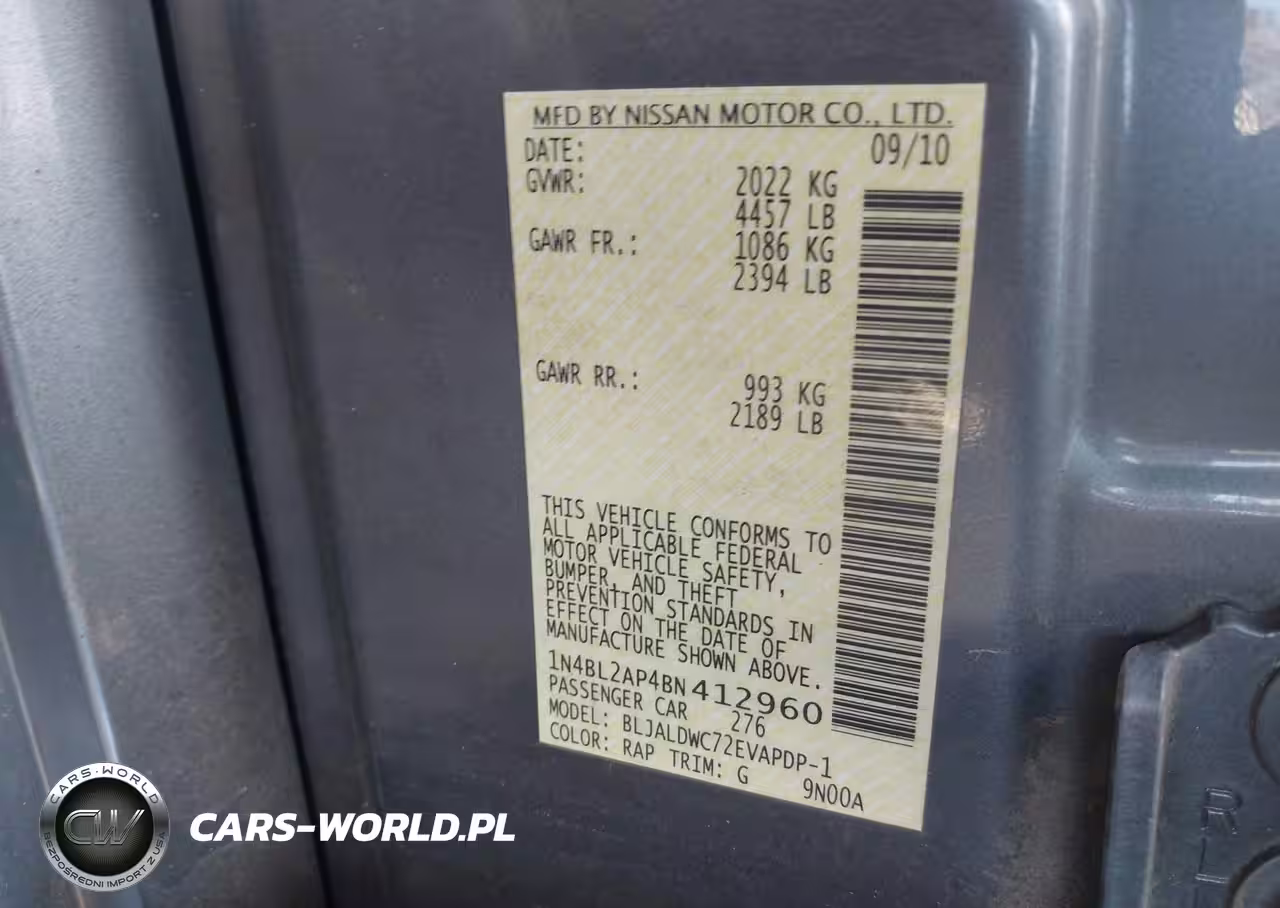 MFD BY NISSAN MOTOR CO., LTD.
DATE: 09/10
GVWR: 2022 KG
4457 LB
GAWR FR.: 1086 KG
2394 LB
GAWR RR.: 993 KG
2189 LB
THIS VEHICLE CONFORMS TO
ALL APPLICABLE FEDERAL
MOTOR VEHICLE SAFETY,
BUMPER, AND THEFT
PREVENTION STANDARDS IN
EFFECT ON THE DATE OF
MANUFACTURE SHOWN ABOVE.
1N4BL2AP4BN412960
PASSENGER CAR 276
MODEL: BLJALDWC72EVAPDP-1
COLOR: RAP TRIM: G 9N00A
R
L
CARS-WORLD
CW
BEZPOŚREDNI IMPORT Z USA
CARS-WORLD.PL